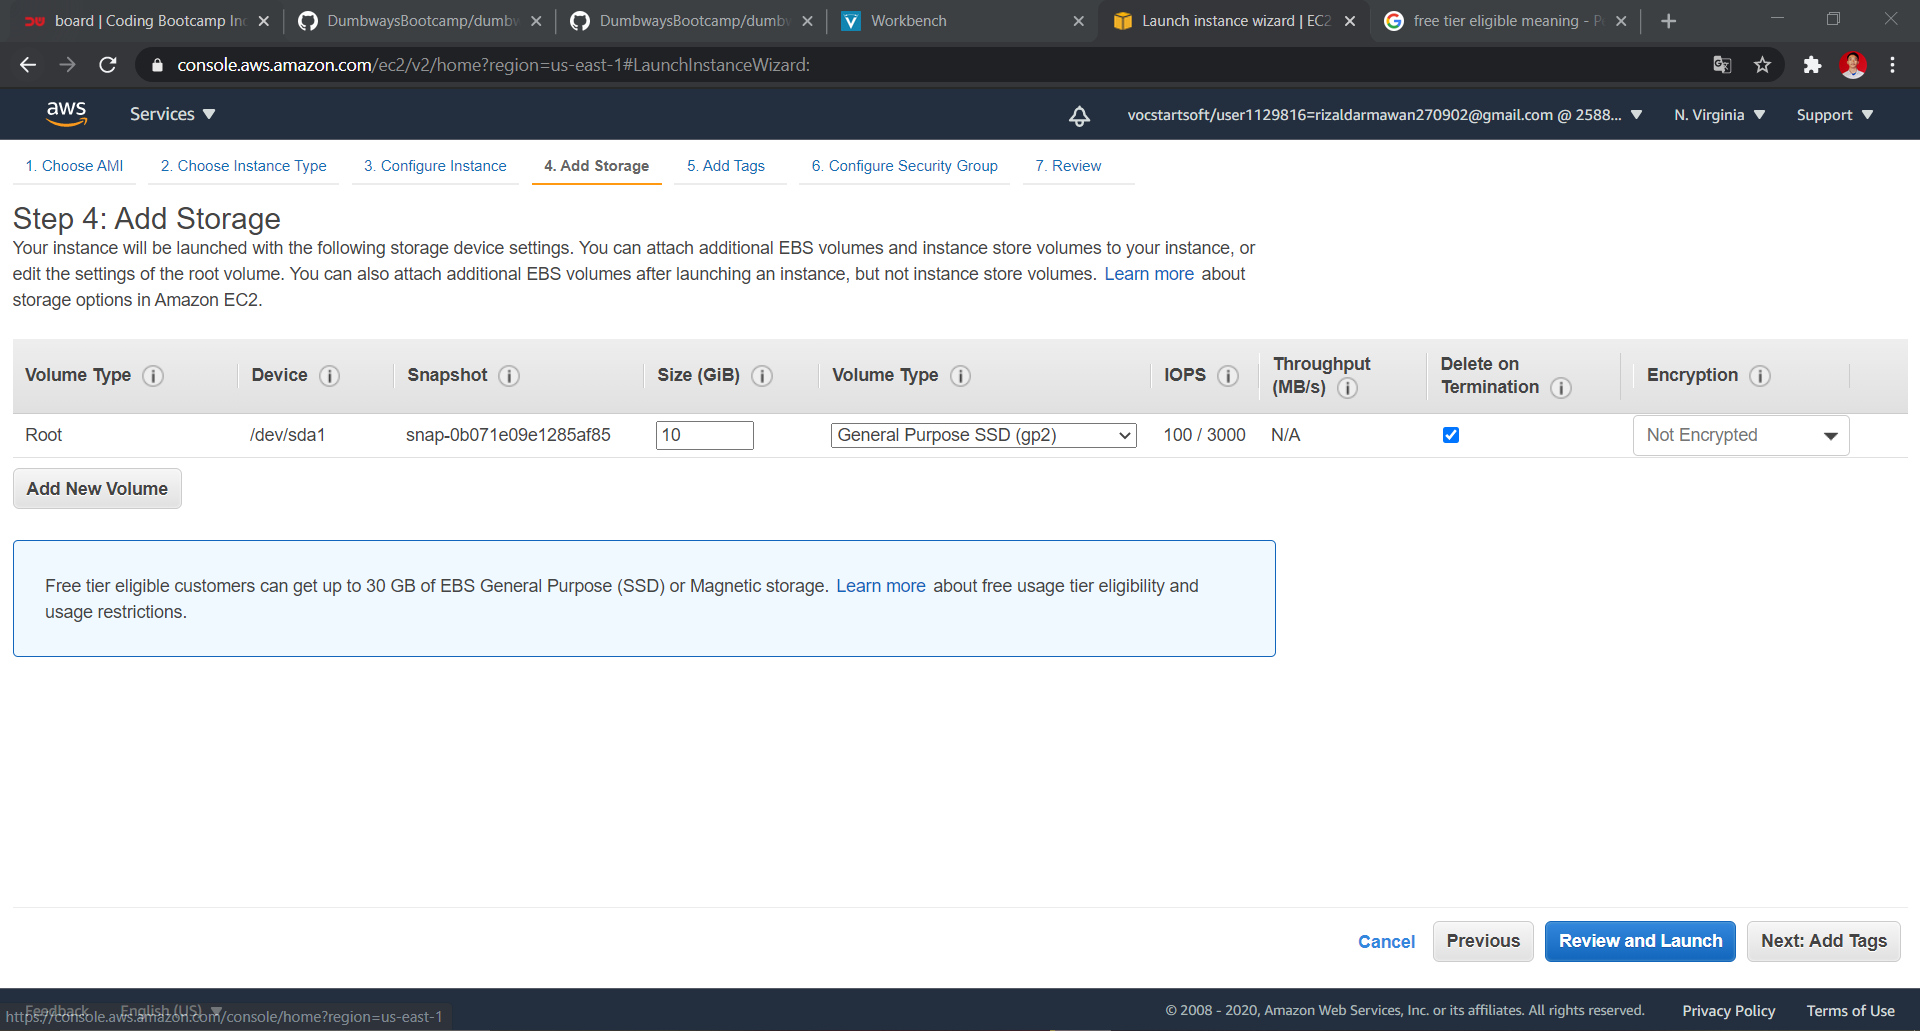 board | Coding Bootcamp In
DumbwaysBootcamp/dumbw
DumbwaysBootcamp/dumbw
Workbench
Launch instance wizard | EC2
free tier eligible meaning - P
console.aws.amazon.com/ec2/v2/home?region=us-east-1#LaunchInstanceWizard:
aws
Services
vocstartsoft/user1129816=rizaldarmawan270902@gmail.com @ 2588...
N. Virginia
Support
1. Choose AMI
2. Choose Instance Type
3. Configure Instance
4. Add Storage
5. Add Tags
6. Configure Security Group
7. Review
Step 4: Add Storage
Your instance will be launched with the following storage device settings. You can attach additional EBS volumes and instance store volumes to your instance, or
edit the settings of the root volume. You can also attach additional EBS volumes after launching an instance, but not instance store volumes. Learn more about
storage options in Amazon EC2.
Volume Type
Device
Snapshot
Size (GiB)
Volume Type
IOPS
Throughput
(MB/s)
Delete on
Termination
Encryption
Root
/dev/sda1
snap-0b071e09e1285af85
10
General Purpose SSD (gp2)
100 / 3000
N/A
Not Encrypted
Add New Volume
Free tier eligible customers can get up to 30 GB of EBS General Purpose (SSD) or Magnetic storage. Learn more about free usage tier eligibility and
usage restrictions.
Cancel
Previous
Review and Launch
Next: Add Tags
Feedback
English (US)
https://console.aws.amazon.com/console/home?region=us-east-1
© 2008 - 2020, Amazon Web Services, Inc. or its affiliates. All rights reserved.
Privacy Policy
Terms of Use